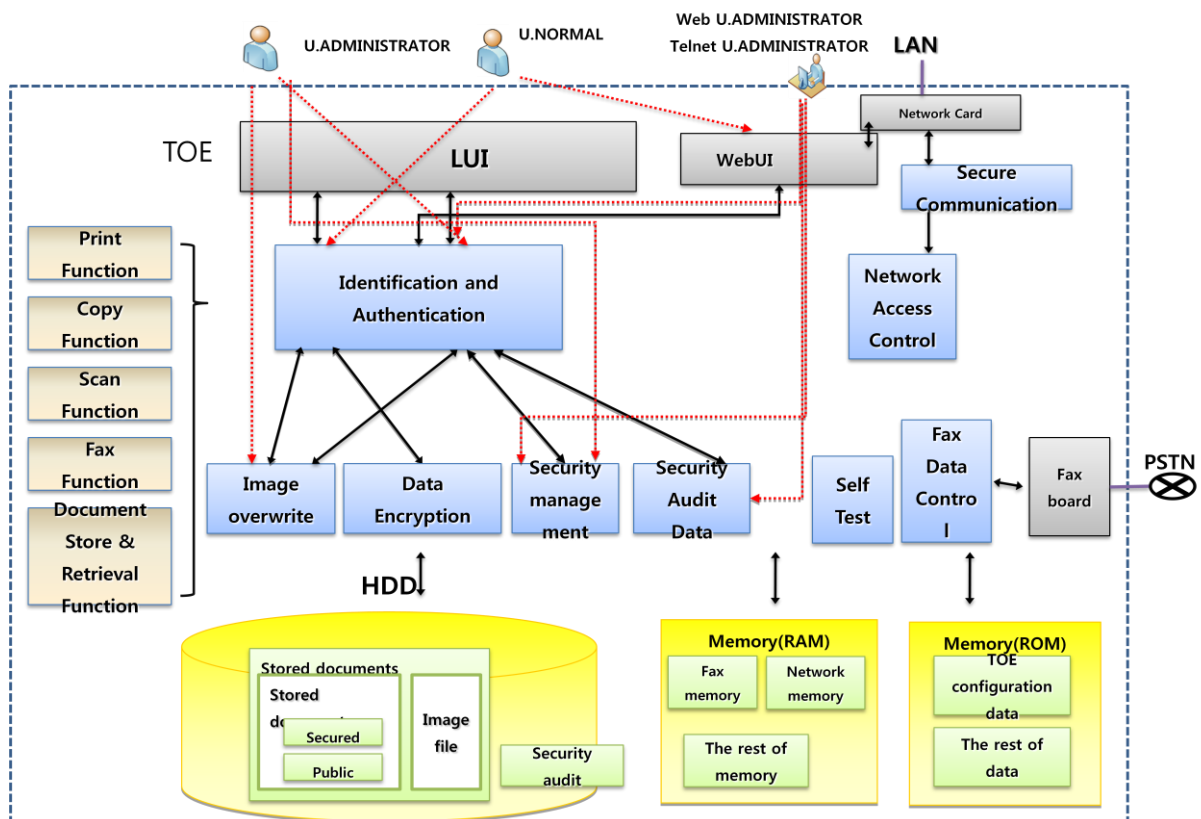 U.ADMINISTRATOR
U.NORMAL
Web U.ADMINISTRATOR
Telnet U.ADMINISTRATOR
LAN
Network Card
TOE
LUI
WebUI
Secure
Communication
Print
Function
Copy
Function
Scan
Function
Fax
Function
Document
Store &
Retrieval
Function
Identification and
Authentication
Network
Access
Control
Image
overwrite
Data
Encryption
Security
manage
ment
Security
Audit
Data
Self
Test
Fax
Data
Contro
l
Fax
board
PSTN
HDD
Stored documents
Stored
Secured
Public
Image
file
Security
audit
Memory(RAM)
Fax
memory
Network
memory
The rest of
memory
Memory(ROM)
TOE
configuration
data
The rest of
data